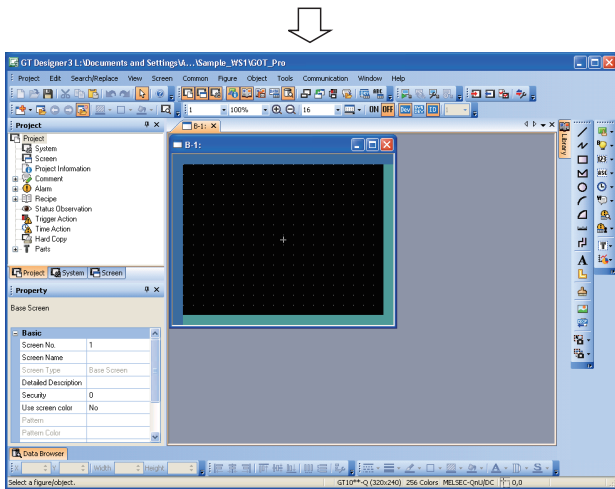 GT Designer3 L:\Documents and Settings\A...\Sample_WS1\GOT_Pro
Project Edit Search/Replace View Screen Common Figure Object Tools Communication Window Help
1 100% 16 ON OFF
Project
B-1:
Library
Project
System
Screen
Project Information
Comment
Alarm
Recipe
Status Observation
Trigger Action
Time Action
Hard Copy
Parts
B-1:
Project System Screen
Property
Base Screen
Basic
Screen No. 1
Screen Name
Screen Type Base Screen
Detailed Description
Security 0
Use screen color No
Pattern
Pattern Color
Data Browser
X Y Width Height
Select a figure/object. GT10**-Q (320x240) 256 Colors MELSEC-QnU/DC 0,0